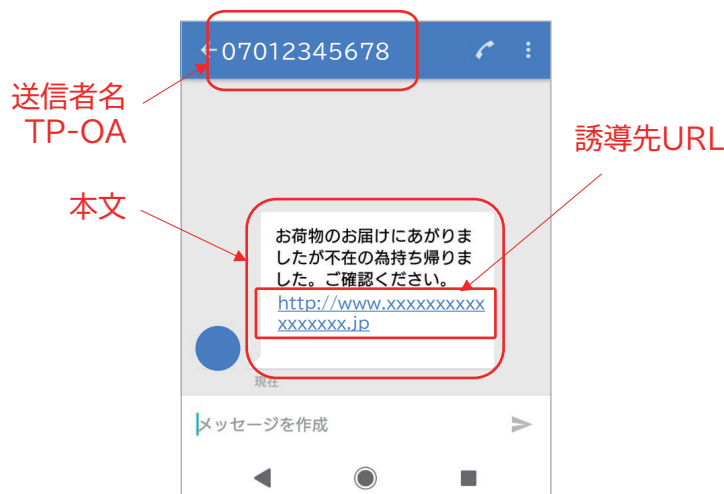 07012345678
送信者名
TP-OA
誘導先URL
本文
お荷物のお届けにあがりま
したが不在の為持ち帰りま
した。ご確認ください。
http://www.xxxxxxxxxx
xxxxxxx.jp
現在
メッセージを作成